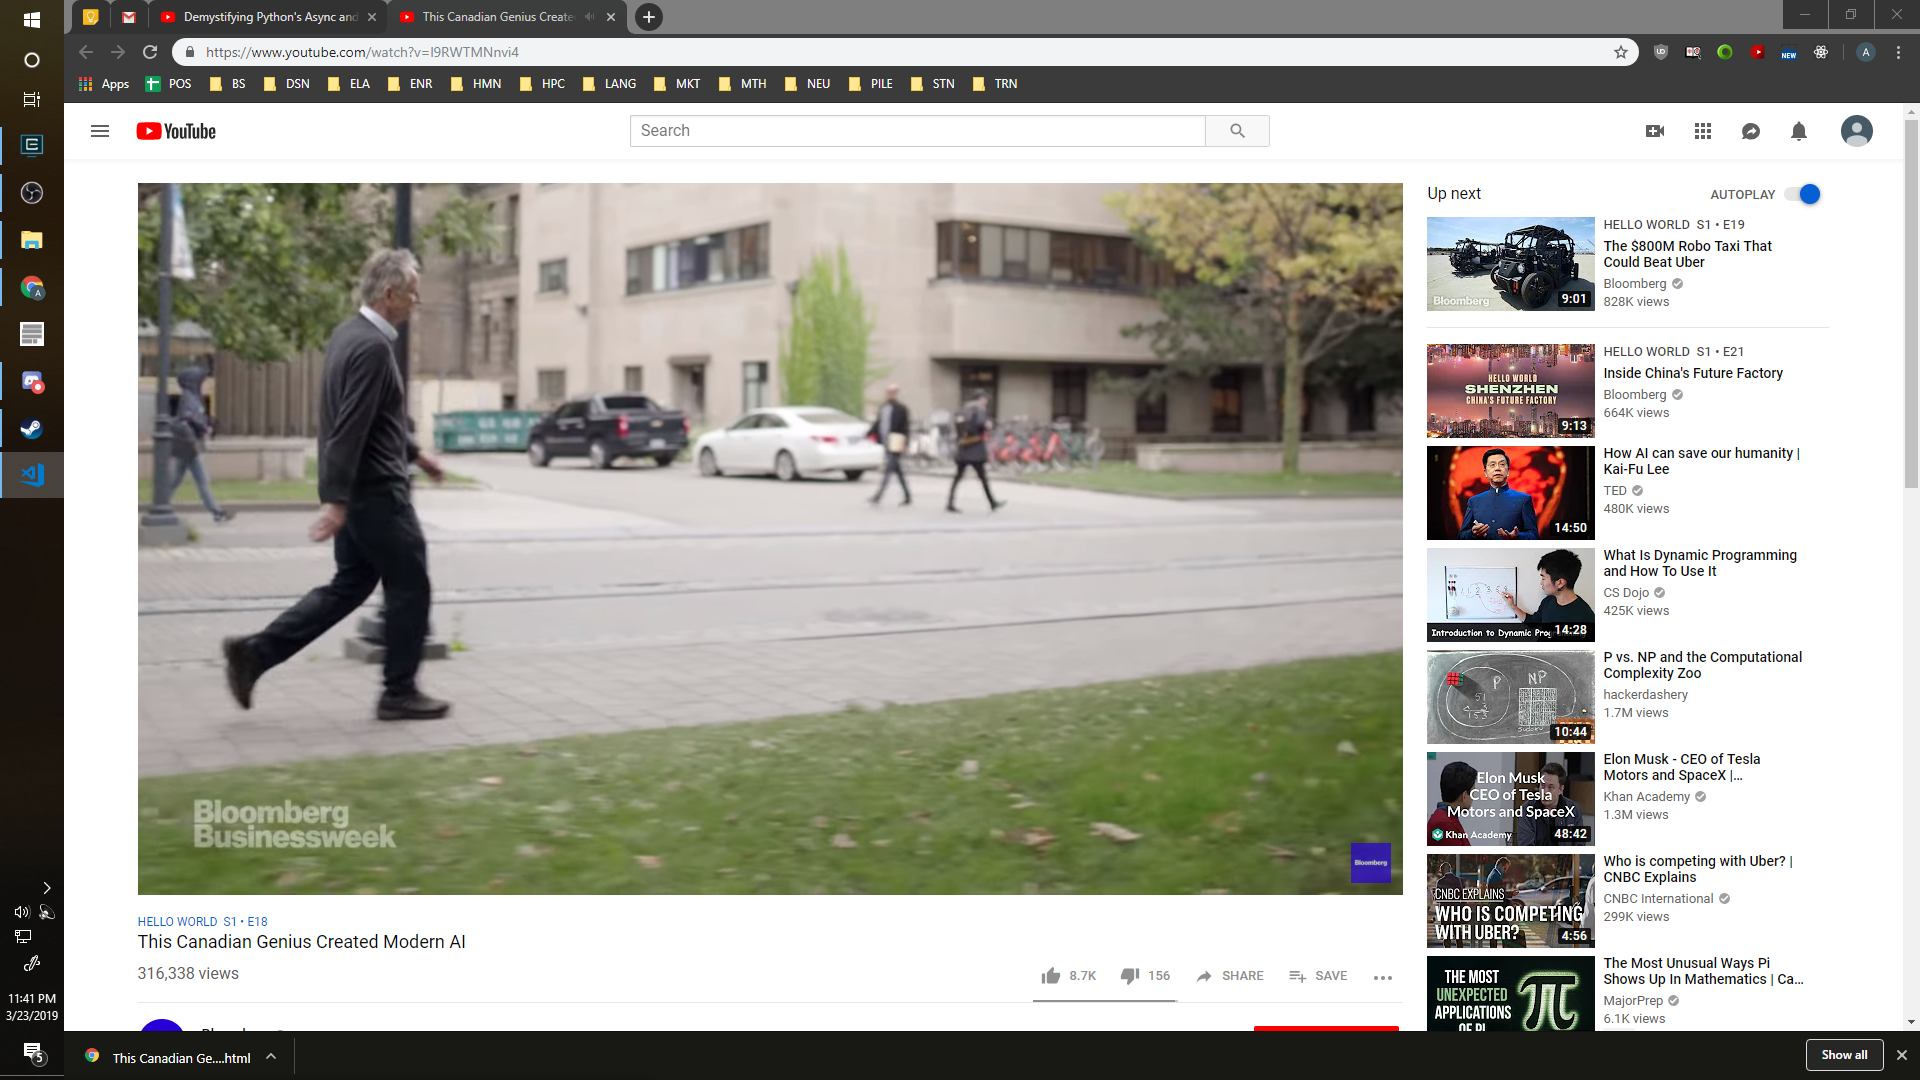 Demystifying Python's Async and
This Canadian Genius Create
https://www.youtube.com/watch?v=I9RWTMNnvi4
A
NEW
Apps
POS
BS
DSN
ELA
ENR
HMN
HPC
LANG
MKT
MTH
NEU
PILE
STN
TRN
YouTube
Search
Bloomberg
Businessweek
Bloomberg
HELLO WORLD S1 • E18
This Canadian Genius Created Modern AI
316,338 views
8.7K
156
SHARE
SAVE
Up next
AUTOPLAY
Bloomberg
9:01
HELLO WORLD S1 • E19
The $800M Robo Taxi That
Could Beat Uber
Bloomberg
828K views
HELLO WORLD
SHENZHEN
CHINA'S FUTURE FACTORY
9:13
HELLO WORLD S1 • E21
Inside China's Future Factory
Bloomberg
664K views
14:50
How AI can save our humanity |
Kai-Fu Lee
TED
480K views
Introduction to Dynamic Prog
14:28
What Is Dynamic Programming
and How To Use It
CS Dojo
425K views
P
NP
51
153
Sudoku
10:44
P vs. NP and the Computational
Complexity Zoo
hackerdashery
1.7M views
Elon Musk
CEO of Tesla
Motors and SpaceX
Khan Academy
48:42
Elon Musk - CEO of Tesla
Motors and SpaceX |...
Khan Academy
1.3M views
CNBC EXPLAINS
WHO IS COMPETING
WITH UBER?
4:56
Who is competing with Uber? |
CNBC Explains
CNBC International
299K views
THE MOST
UNEXPECTED
APPLICATIONS
OF PI
π
The Most Unusual Ways Pi
Shows Up In Mathematics | Ca...
MajorPrep
6.1K views
11:41 PM
3/23/2019
5
This Canadian Ge....html
Show all